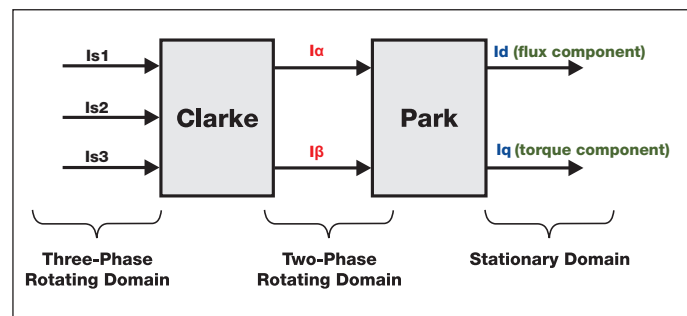 Is1
Iα
Id (flux component)
Is2
Clarke
Park
Is3
Iβ
Iq (torque component)
Three-Phase
Rotating Domain
Two-Phase
Rotating Domain
Stationary Domain